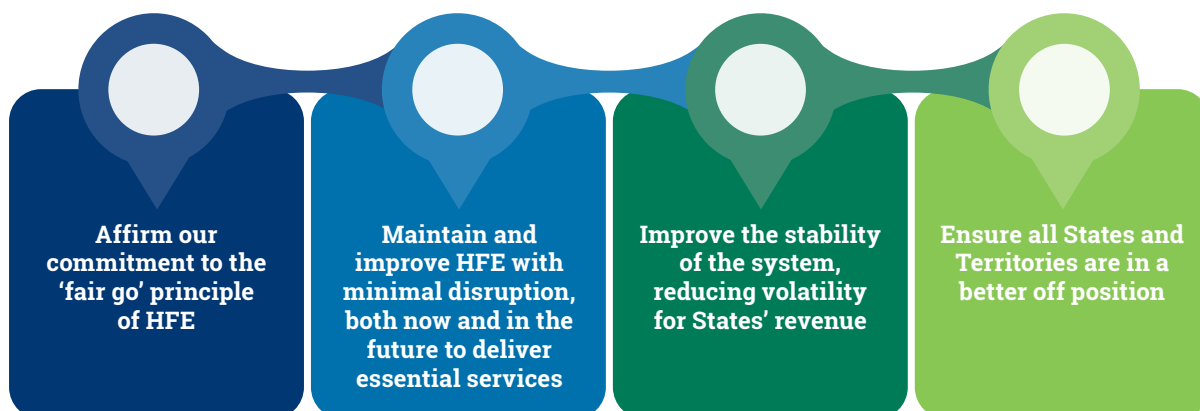 Affirm our
commitment to the
‘fair go’ principle
of HFE
Maintain and
improve HFE with
minimal disruption,
both now and in the
future to deliver
essential services
Improve the stability
of the system,
reducing volatility
for States’ revenue
Ensure all States and
Territories are in a
better off position